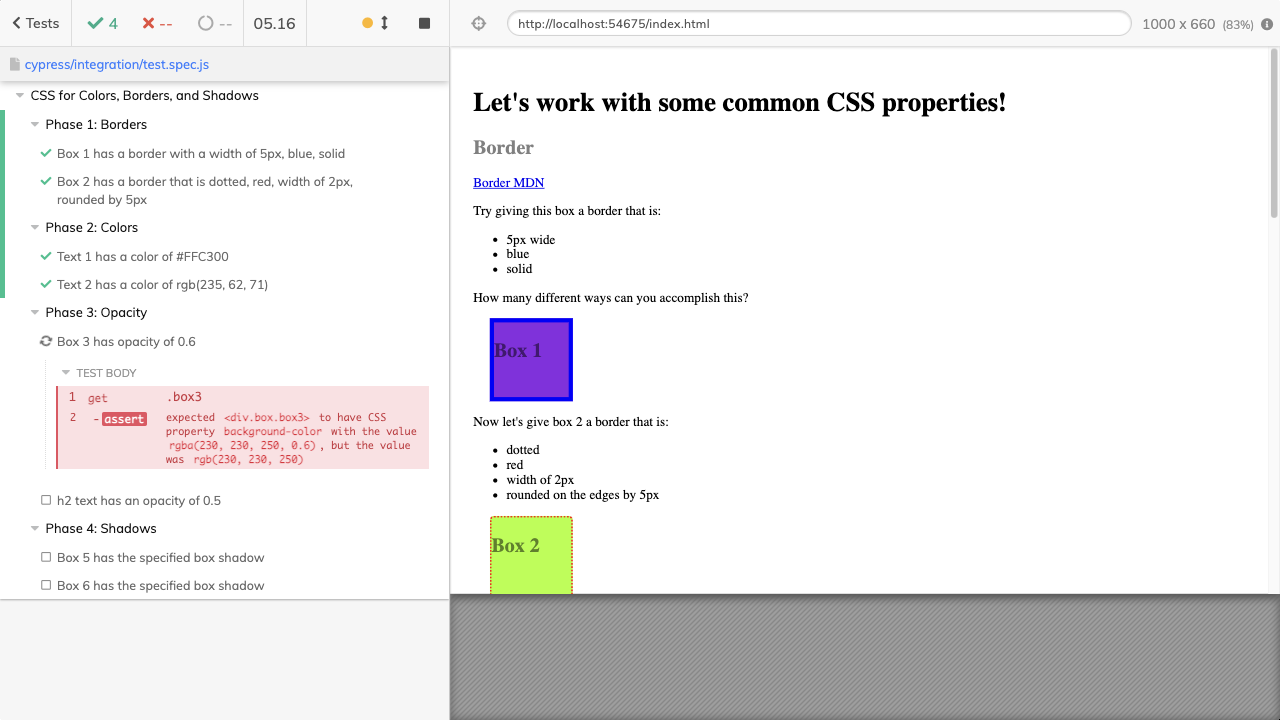 Tests
4
--
--
05.16
http://localhost:54675/index.html
1000 x 660 (83%)
cypress/integration/test.spec.js
CSS for Colors, Borders, and Shadows
Phase 1: Borders
Box 1 has a border with a width of 5px, blue, solid
Box 2 has a border that is dotted, red, width of 2px,
rounded by 5px
Phase 2: Colors
Text 1 has a color of #FFC300
Text 2 has a color of rgb(235, 62, 71)
Phase 3: Opacity
Box 3 has opacity of 0.6
TEST BODY
1 get .box3
2 -assert expected <div.box.box3> to have CSS
property background-color with the value
rgba(230, 230, 250, 0.6), but the value
was rgb(230, 230, 250)
h2 text has an opacity of 0.5
Phase 4: Shadows
Box 5 has the specified box shadow
Box 6 has the specified box shadow
Let's work with some common CSS properties!
Border
Border MDN
Try giving this box a border that is:
5px wide
blue
solid
How many different ways can you accomplish this?
Box 1
Now let's give box 2 a border that is:
dotted
red
width of 2px
rounded on the edges by 5px
Box 2